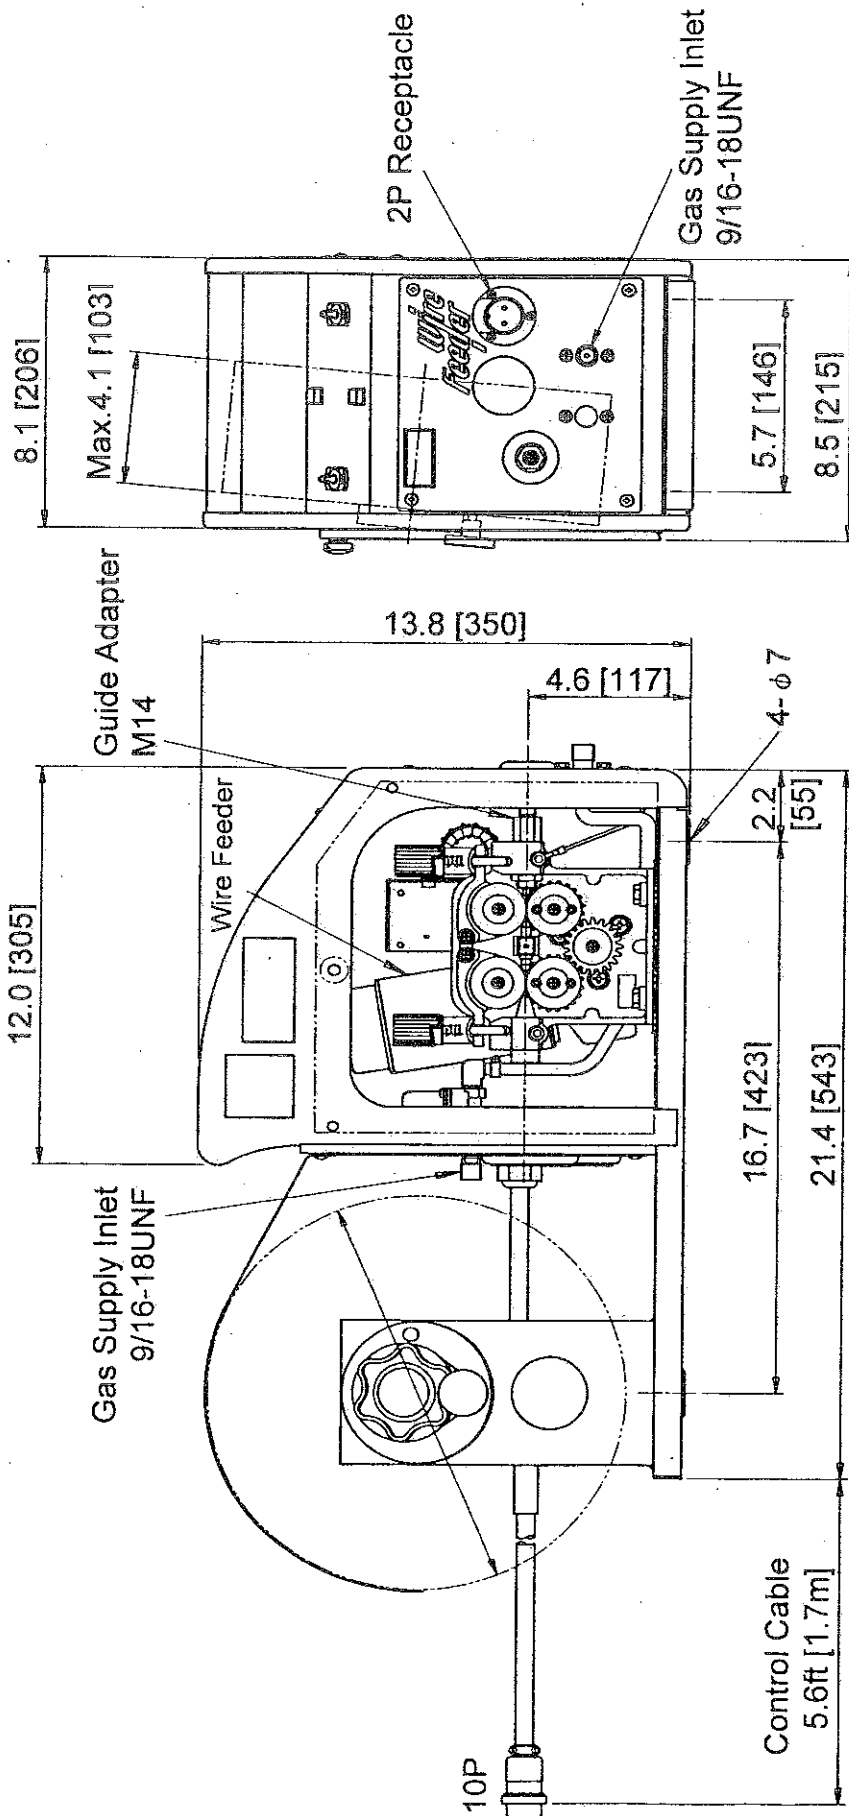 8.1 [206]
Max.4.1 [103]
2P Receptacle
Wire
Feeder
Gas Supply Inlet
9/16-18UNF
5.7 [146]
8.5 [215]
12.0 [305]
Wire Feeder
Guide Adapter
M14
13.8 [350]
4.6 [117]
4-ϕ7
2.2
[55]
16.7 [423]
21.4 [543]
Gas Supply Inlet
9/16-18UNF
10P
Control Cable
5.6ft [1.7m]